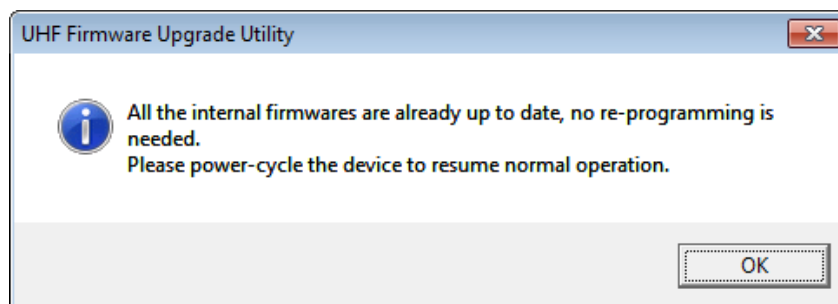 UHF Firmware Upgrade Utility
All the internal firmwares are already up to date, no re-programming is
needed.
Please power-cycle the device to resume normal operation.
OK